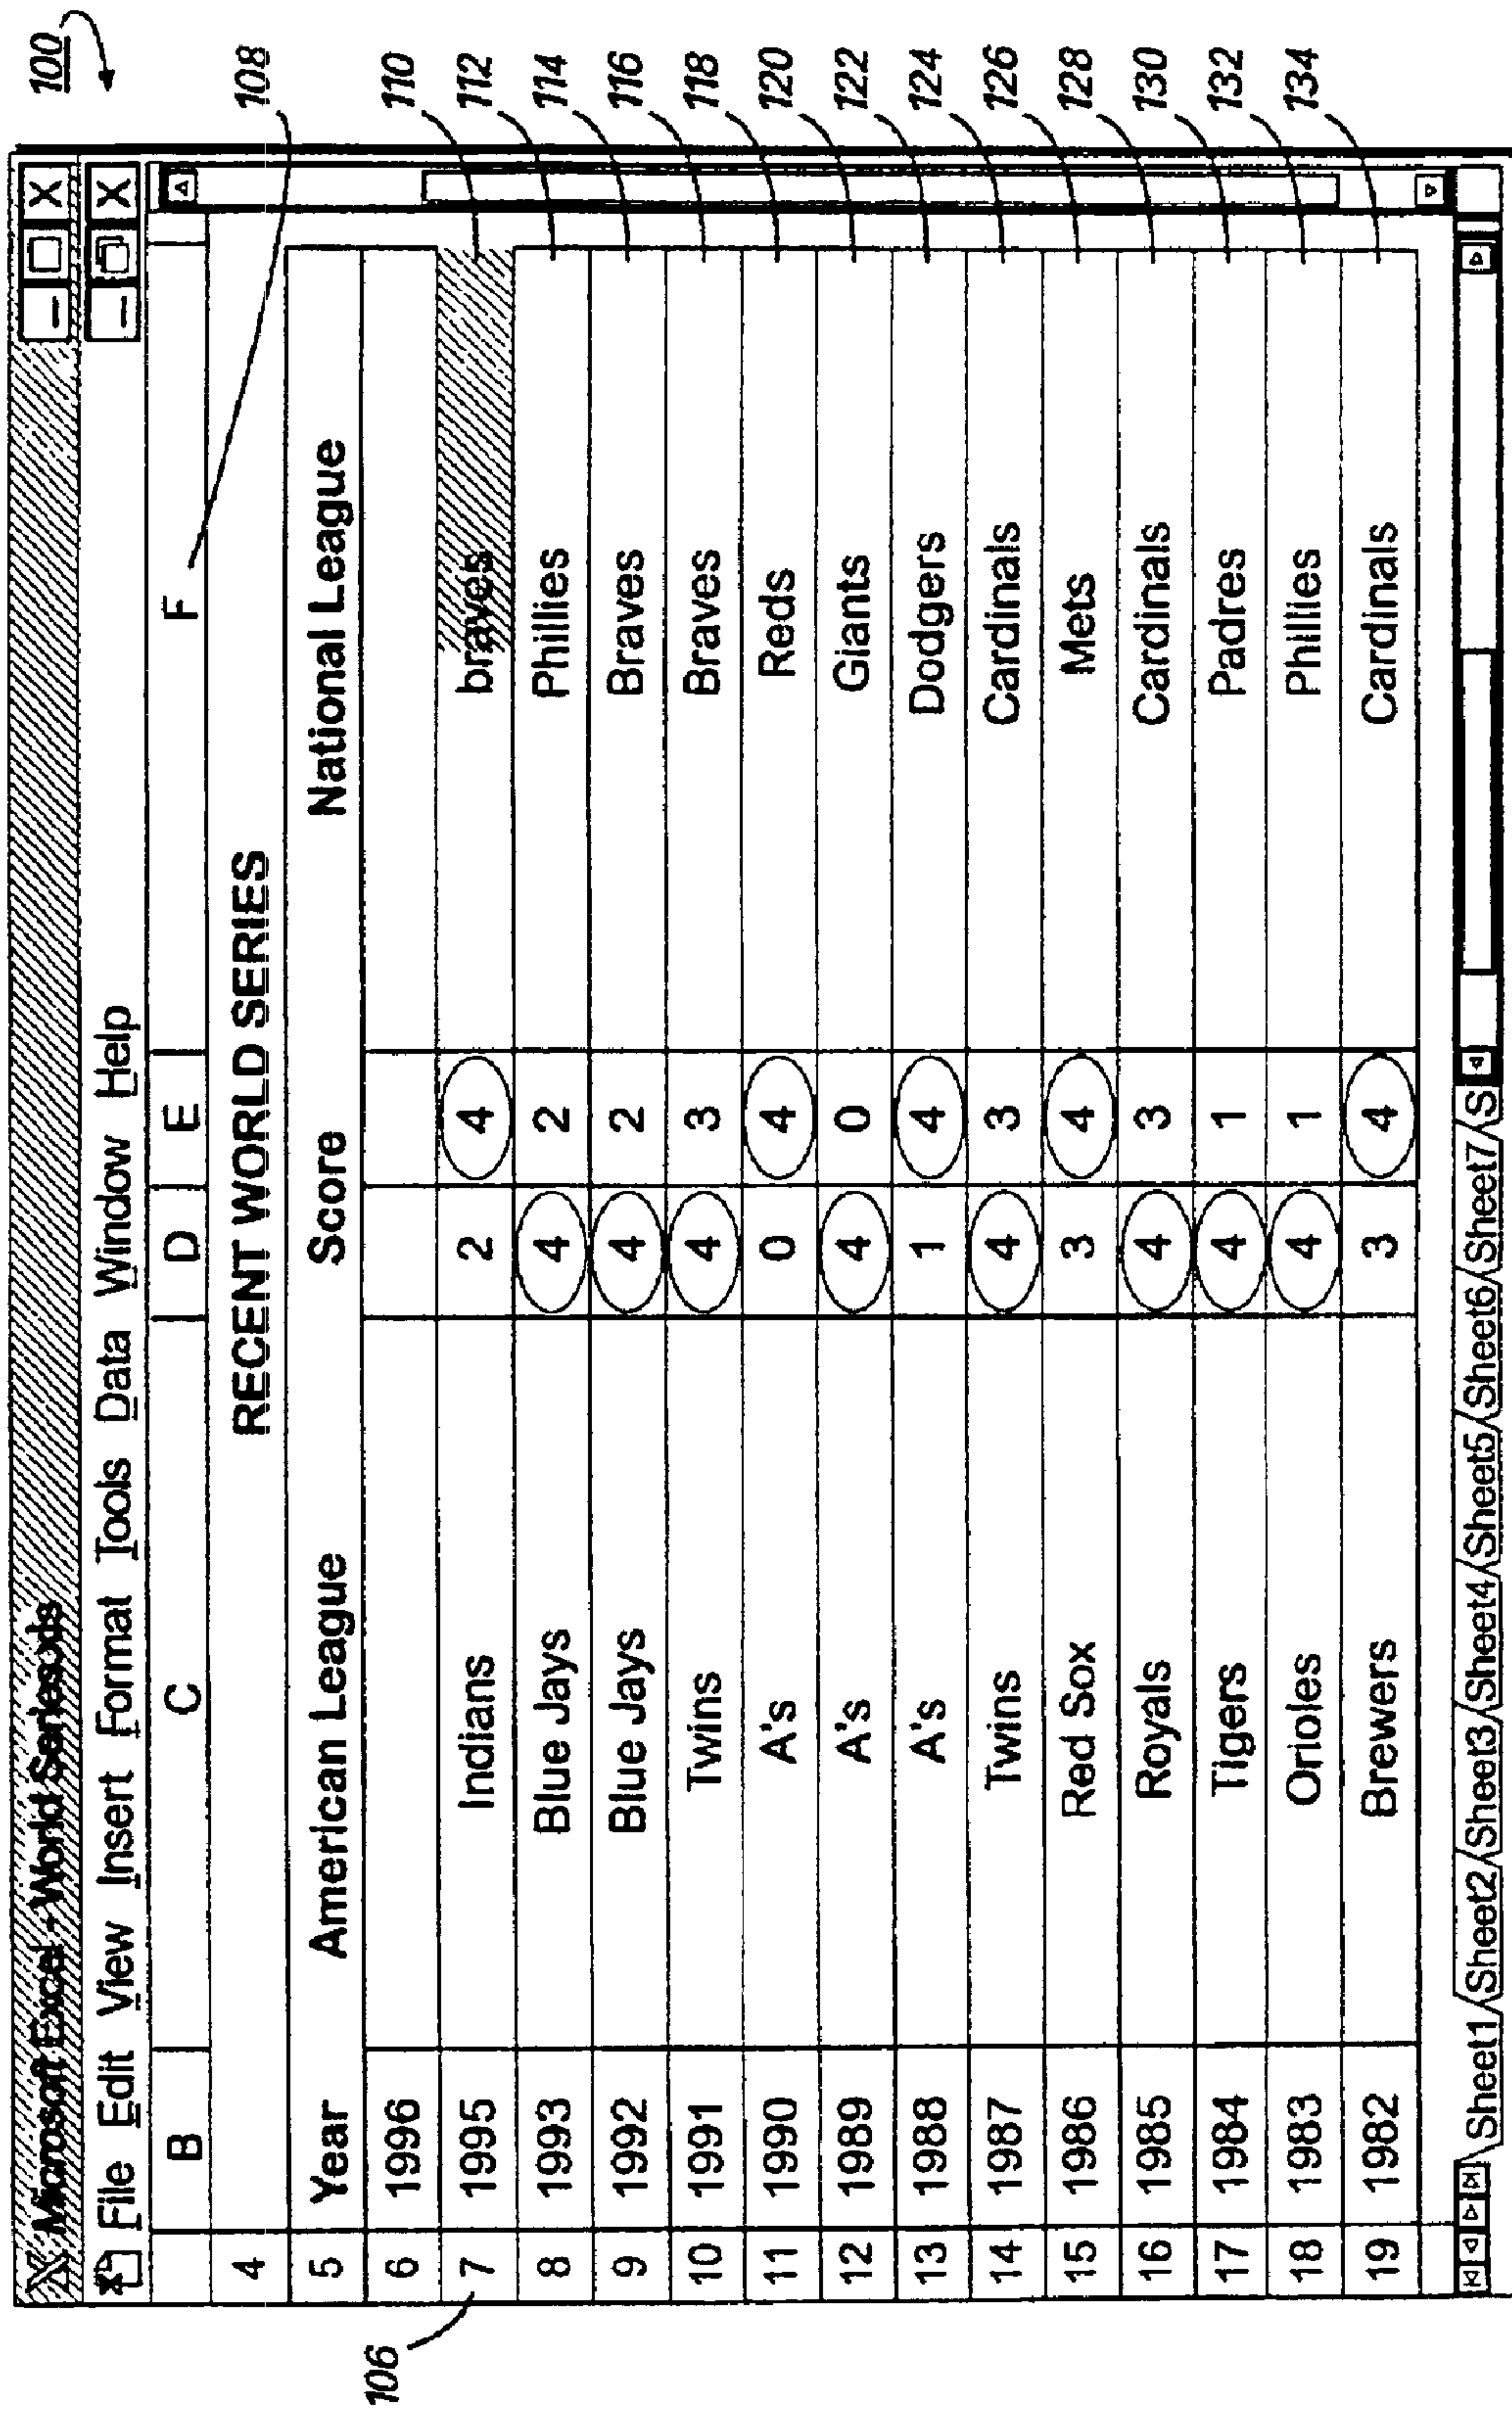 100
Microsoft Excel - World Series.xls
File Edit View Insert Format Tools Data Window Help
B C D E F
108
4 RECENT WORLD SERIES
5 Year American League Score National League
6 1996
110
106
7 1995 Indians 2 4 braves 112
8 1993 Blue Jays 4 2 Phillies 114
9 1992 Blue Jays 4 2 Braves 116
10 1991 Twins 4 3 Braves 118
11 1990 A's 0 4 Reds 120
12 1989 A's 4 0 Giants 122
13 1988 A's 1 4 Dodgers 124
14 1987 Twins 4 3 Cardinals 126
15 1986 Red Sox 3 4 Mets 128
16 1985 Royals 4 3 Cardinals 130
17 1984 Tigers 4 1 Padres 132
18 1983 Orioles 4 1 Phillies 134
19 1982 Brewers 3 4 Cardinals
Sheet1 Sheet2 Sheet3 Sheet4 Sheet5 Sheet6 Sheet7 S